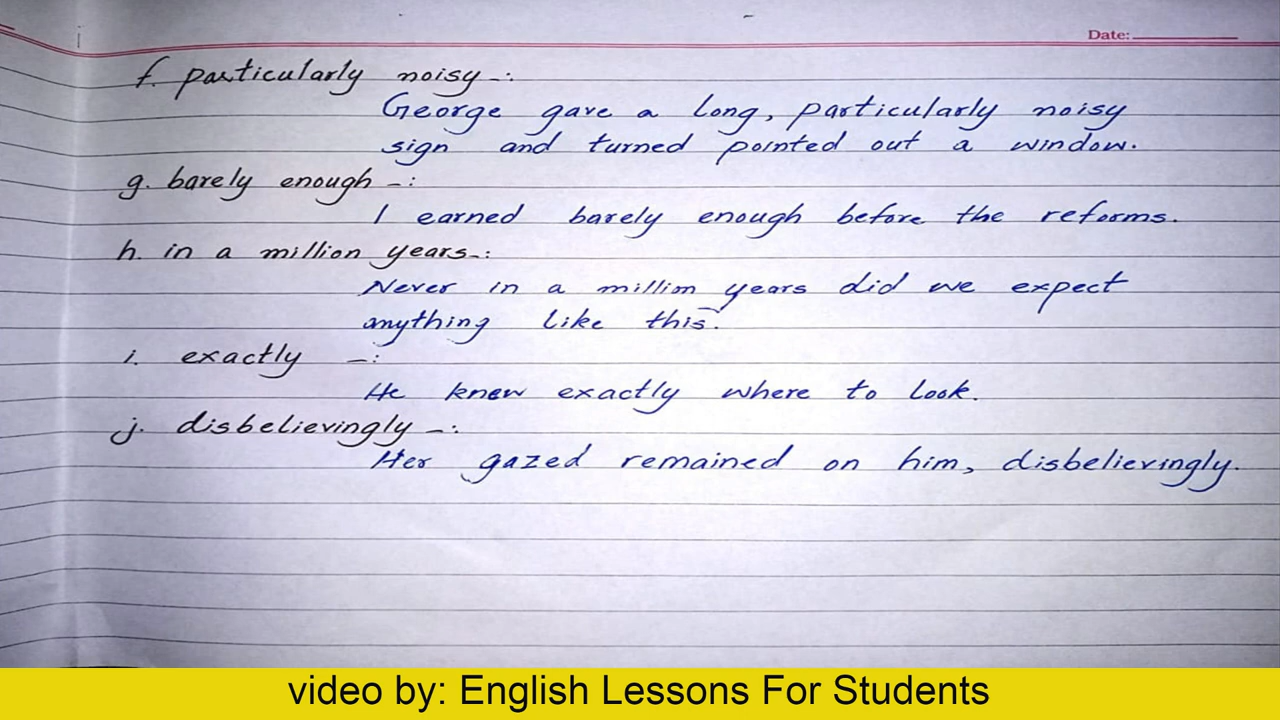 Date:
f. particularly noisy -:
George gave a long, particularly noisy
sign and turned pointed out a window.
g. barely enough -:
I earned barely enough before the reforms.
h. in a million years-:
Never in a million years did we expect
anything like this.
i. exactly -:
He knew exactly where to look.
j. disbelievingly -:
Her gazed remained on him, disbelievingly.
video by: English Lessons For Students